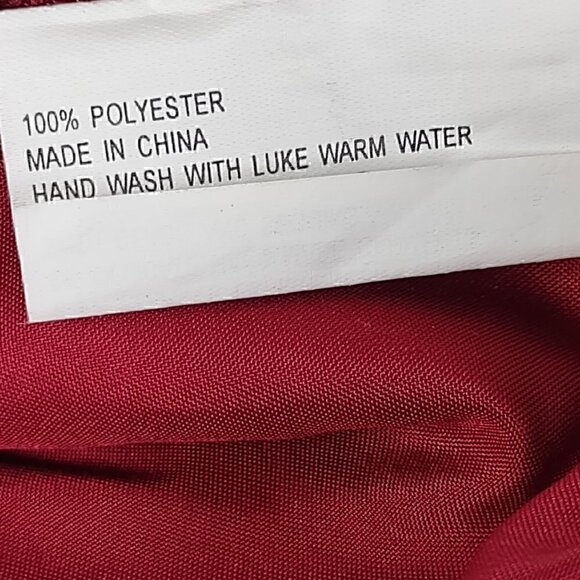 100% POLYESTER
MADE IN CHINA
HAND WASH WITH LUKE WARM WATER